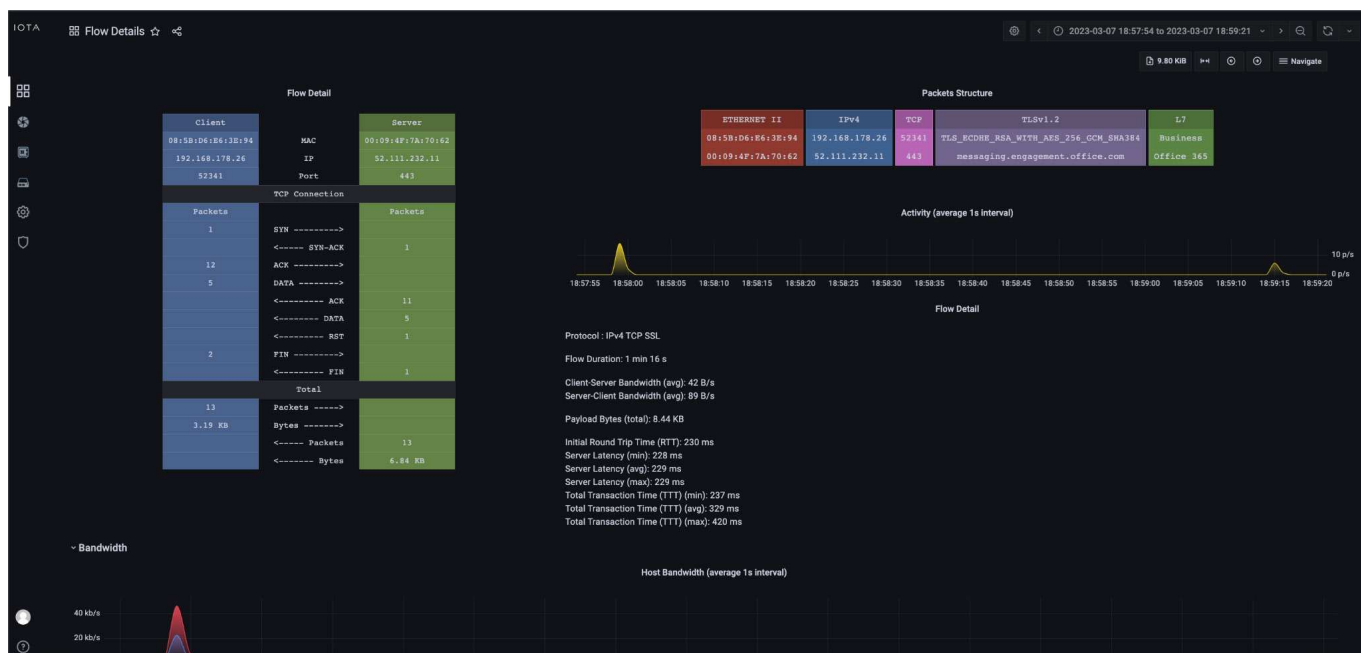 IOTA
Flow Details
2023-03-07 18:57:54 to 2023-03-07 18:59:21
9.80 KiB
Navigate
Flow Detail
Client Server
08:5B:D6:E6:3E:94 MAC 00:09:4F:7A:70:62
192.168.178.26 IP 52.111.232.11
52341 Port 443
TCP Connection
Packets Packets
1 SYN --------->
<----- SYN-ACK 1
12 ACK --------->
5 DATA -------->
<--------- ACK 11
<-------- DATA 5
<--------- RST 1
2 FIN --------->
<--------- FIN 1
Total
13 Packets ----->
3.19 KB Bytes ------->
<----- Packets 13
<------- Bytes 6.84 KB
Packets Structure
ETHERNET II IPv4 TCP TLSv1.2 L7
08:5B:D6:E6:3E:94 192.168.178.26 52341 TLS_ECDHE_RSA_WITH_AES_256_GCM_SHA384 Business
00:09:4F:7A:70:62 52.111.232.11 443 messaging.engagement.office.com Office 365
Activity (average 1s interval)
10 p/s
0 p/s
18:57:55 18:58:00 18:58:05 18:58:10 18:58:15 18:58:20 18:58:25 18:58:30 18:58:35 18:58:40 18:58:45 18:58:50 18:58:55 18:59:00 18:59:05 18:59:10 18:59:15 18:59:20
Flow Detail
Protocol : IPv4 TCP SSL
Flow Duration: 1 min 16 s
Client-Server Bandwidth (avg): 42 B/s
Server-Client Bandwidth (avg): 89 B/s
Payload Bytes (total): 8.44 KB
Initial Round Trip Time (RTT): 230 ms
Server Latency (min): 228 ms
Server Latency (avg): 229 ms
Server Latency (max): 229 ms
Total Transaction Time (TTT) (min): 237 ms
Total Transaction Time (TTT) (avg): 329 ms
Total Transaction Time (TTT) (max): 420 ms
Bandwidth
Host Bandwidth (average 1s interval)
40 kb/s
20 kb/s